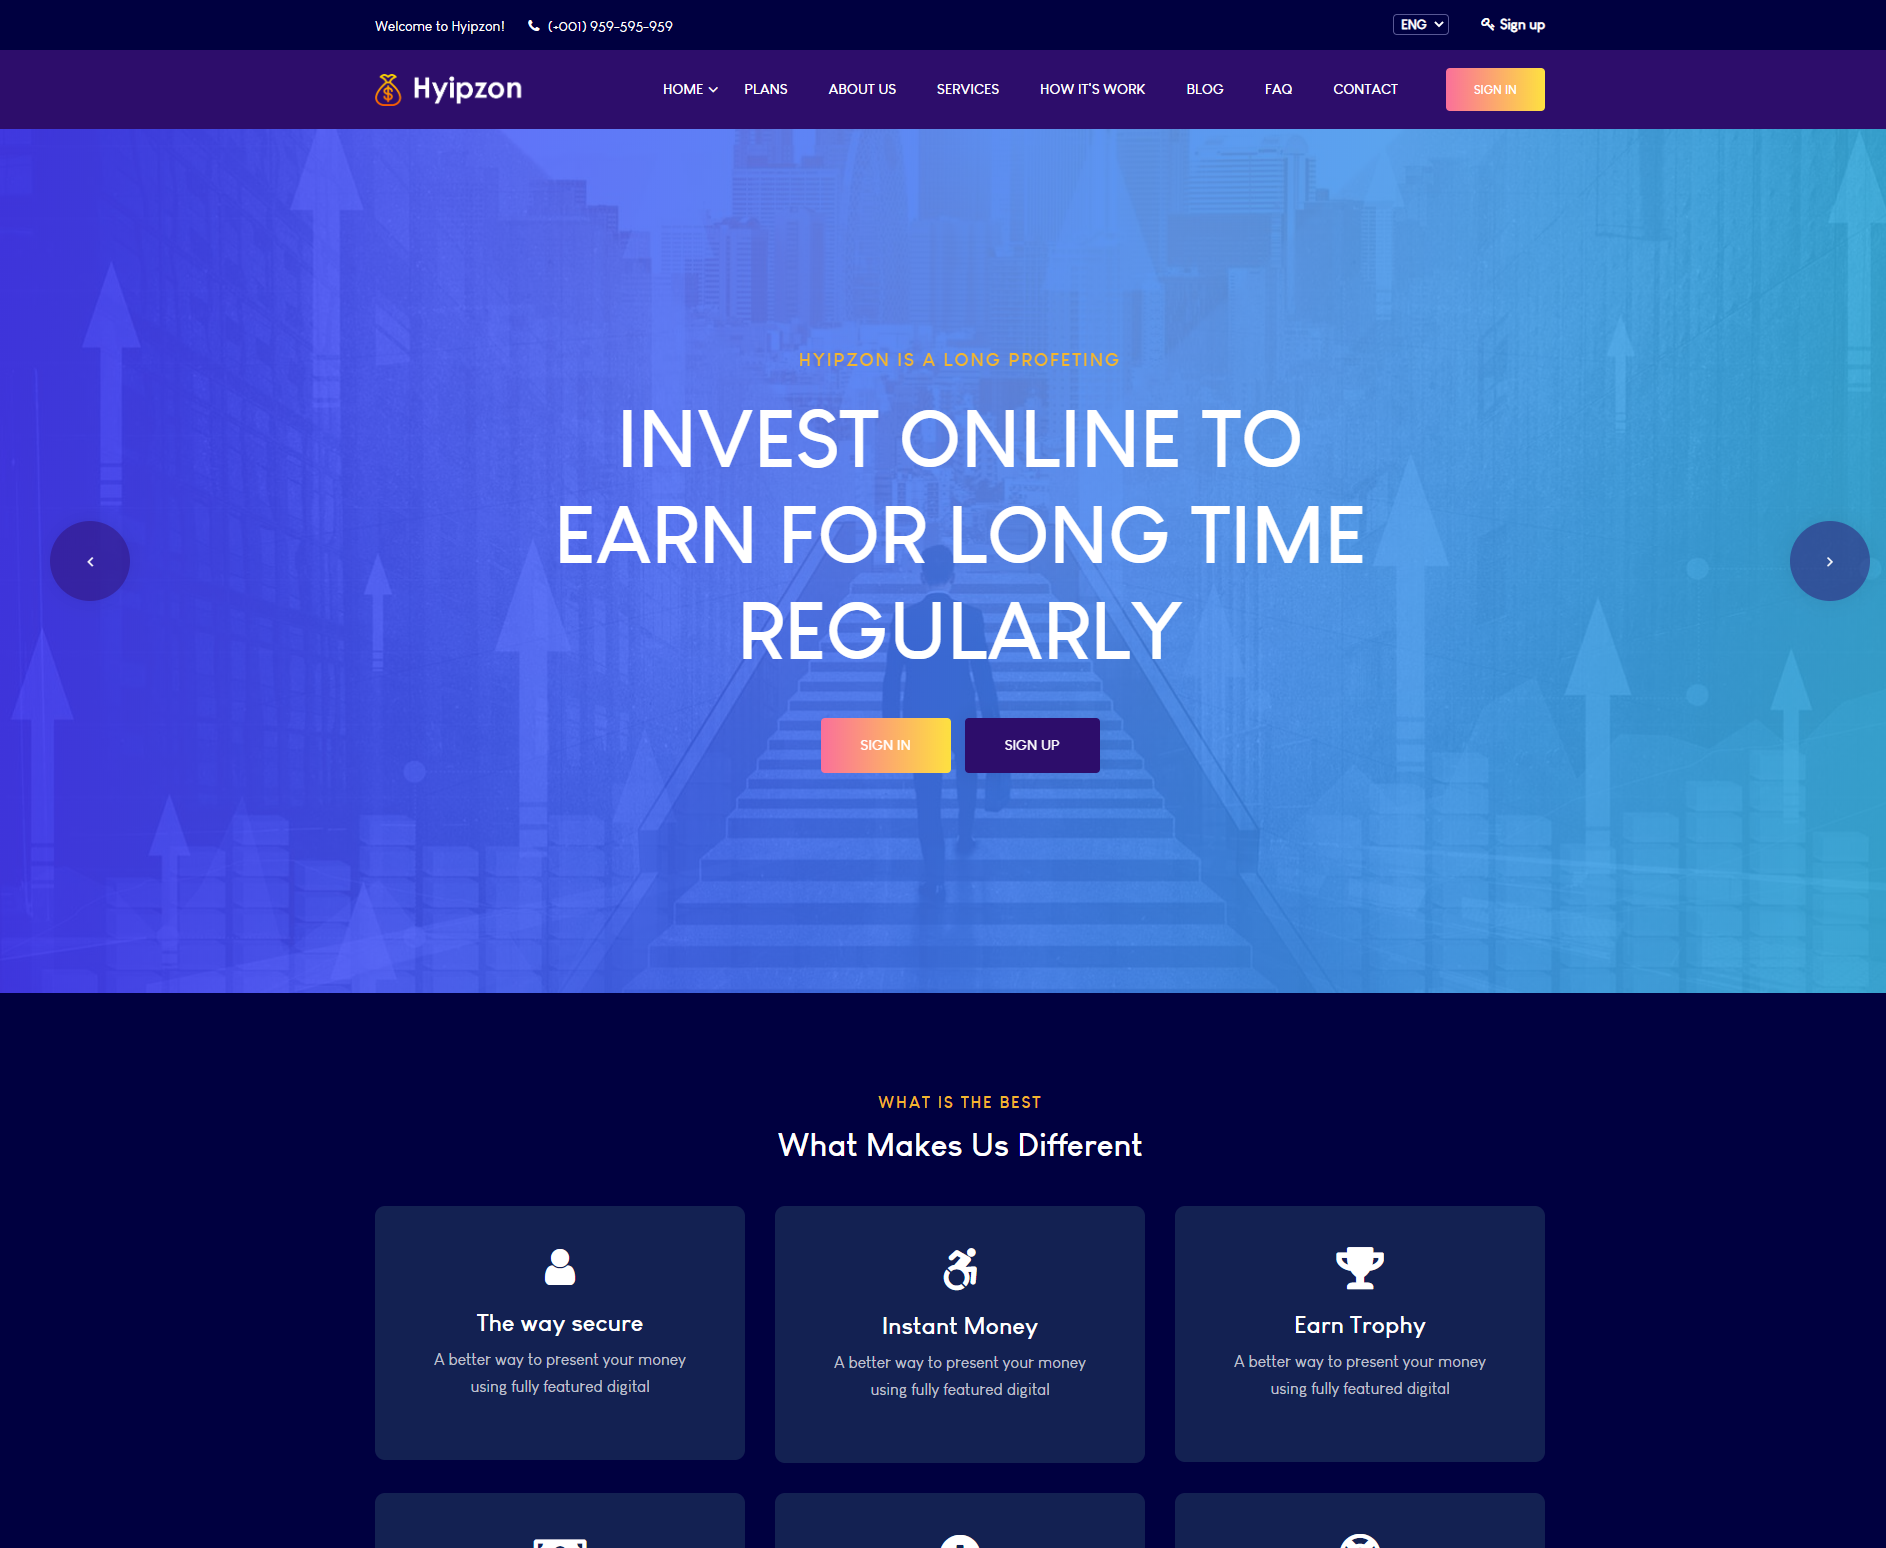 Welcome to Hyipzon!
(+001) 959-595-959
ENG
Sign up
Hyipzon
HOME
PLANS
ABOUT US
SERVICES
HOW IT'S WORK
BLOG
FAQ
CONTACT
SIGN IN
HYIPZON IS A LONG PROFETING
INVEST ONLINE TO
EARN FOR LONG TIME
REGULARLY
SIGN IN
SIGN UP
WHAT IS THE BEST
What Makes Us Different
The way secure
A better way to present your money
using fully featured digital
Instant Money
A better way to present your money
using fully featured digital
Earn Trophy
A better way to present your money
using fully featured digital